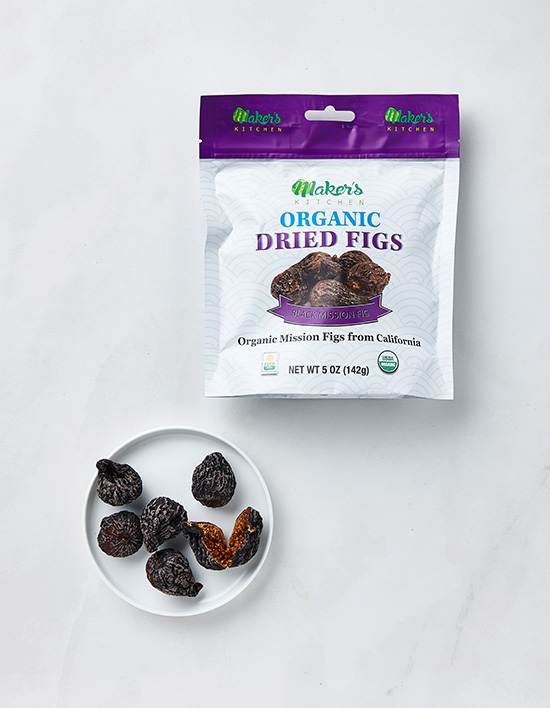 Maker's
KITCHEN
Maker's
KITCHEN
Maker's
KITCHEN
ORGANIC
DRIED FIGS
BLACK MISSION FIG
Organic Mission Figs from California
USDA
ORGANIC
NET WT 5 OZ (142g)